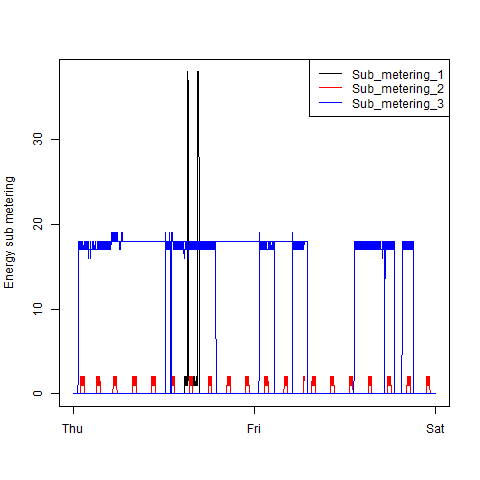 Sub_metering_1
Sub_metering_2
Sub_metering_3
Energy sub metering
30
20
10
0
Thu
Fri
Sat